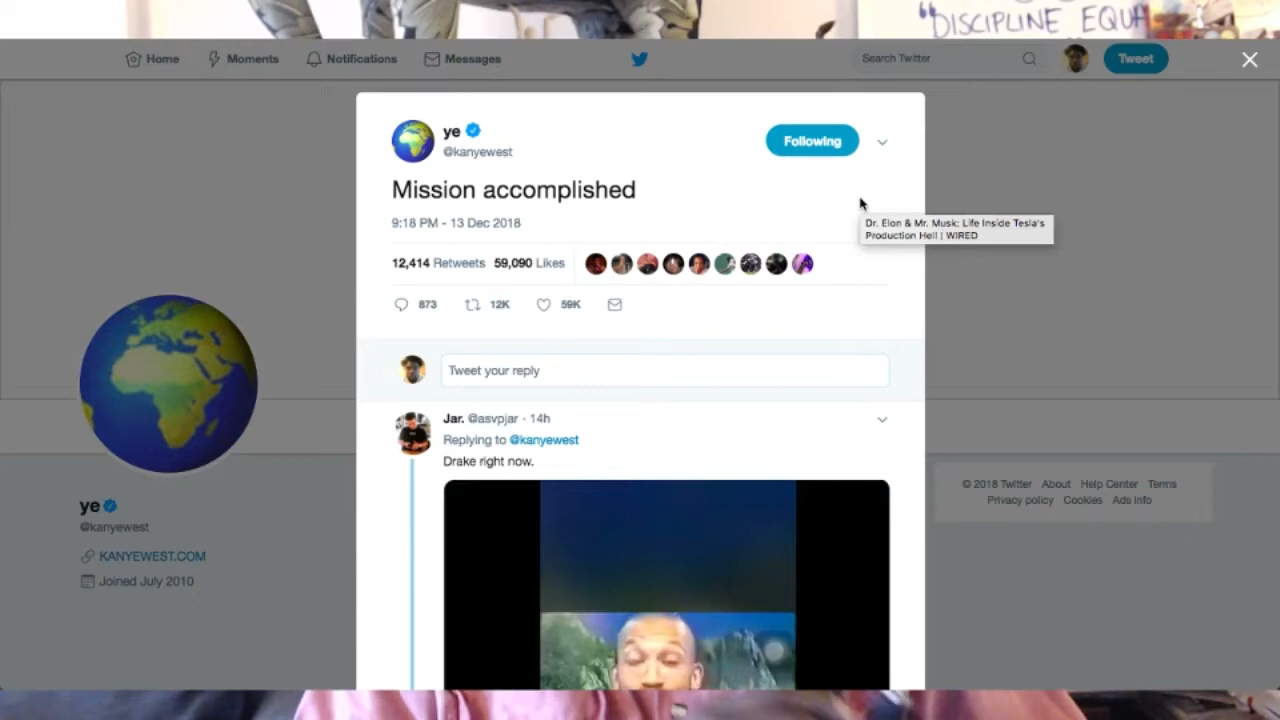 "DISCIPLINE EQUA
Home Moments Notifications Messages
Search Twitter
Tweet
ye
@kanyewest
Following
Mission accomplished
9:18 PM - 13 Dec 2018
Dr. Elon & Mr. Musk: Life Inside Tesla's
Production Hell | WIRED
12,414 Retweets 59,090 Likes
873 12K 59K
Tweet your reply
Jar. @asvpjar · 14h
Replying to @kanyewest
Drake right now.
ye
@kanyewest
KANYEWEST.COM
Joined July 2010
© 2018 Twitter About Help Center Terms
Privacy policy Cookies Ads info